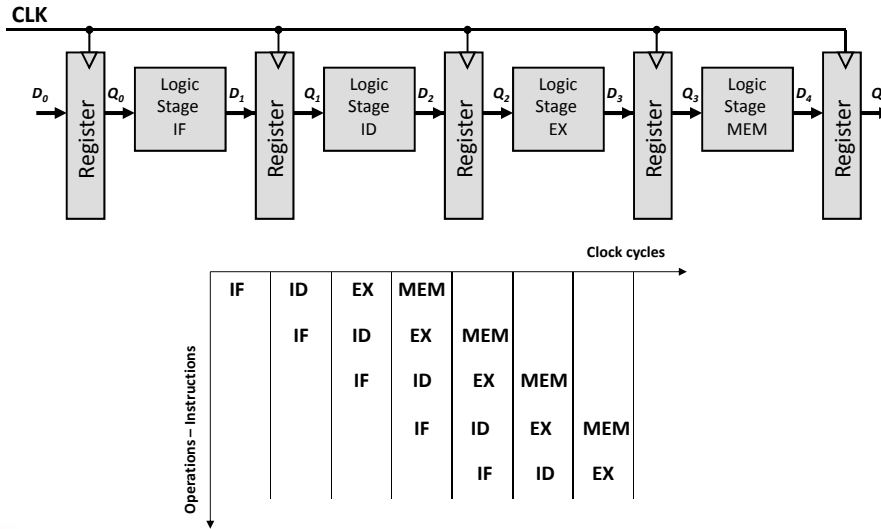 CLK
D0
Register
Q0
Logic
Stage
IF
D1
Register
Q1
Logic
Stage
ID
D2
Register
Q2
Logic
Stage
EX
D3
Register
Q3
Logic
Stage
MEM
D4
Register
Q
Clock cycles
Operations – Instructions
IF ID EX MEM
IF ID EX MEM
IF ID EX MEM
IF ID EX MEM
IF ID EX